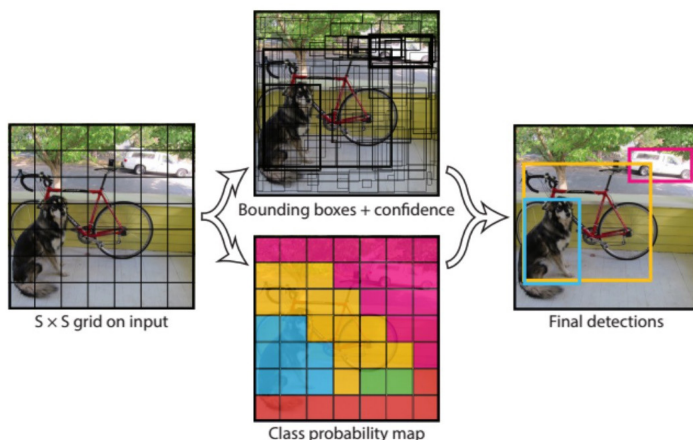 Bounding boxes + confidence
S × S grid on input
Final detections
Class probability map